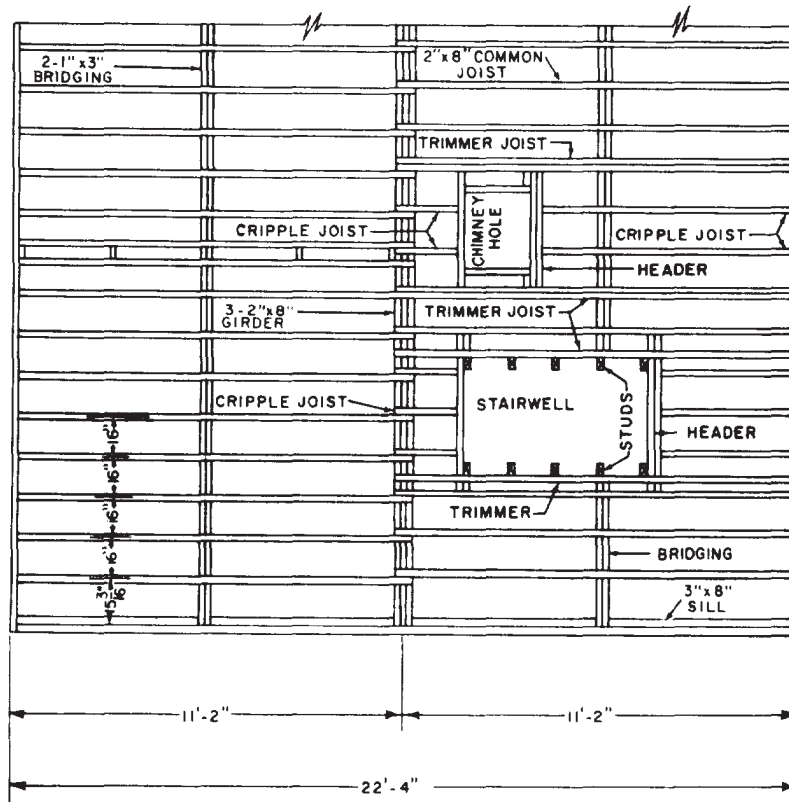 2-1"x3"
BRIDGING
2"x8" COMMON
JOIST
TRIMMER JOIST
CHIMNEY
HOLE
CRIPPLE JOIST
CRIPPLE JOIST
HEADER
3-2"x8"
GIRDER
TRIMMER JOIST
CRIPPLE JOIST
STAIRWELL
STUDS
HEADER
16"
16"
16"
16"
TRIMMER
BRIDGING
3"x8"
SILL
11'-2"
11'-2"
22'-4"